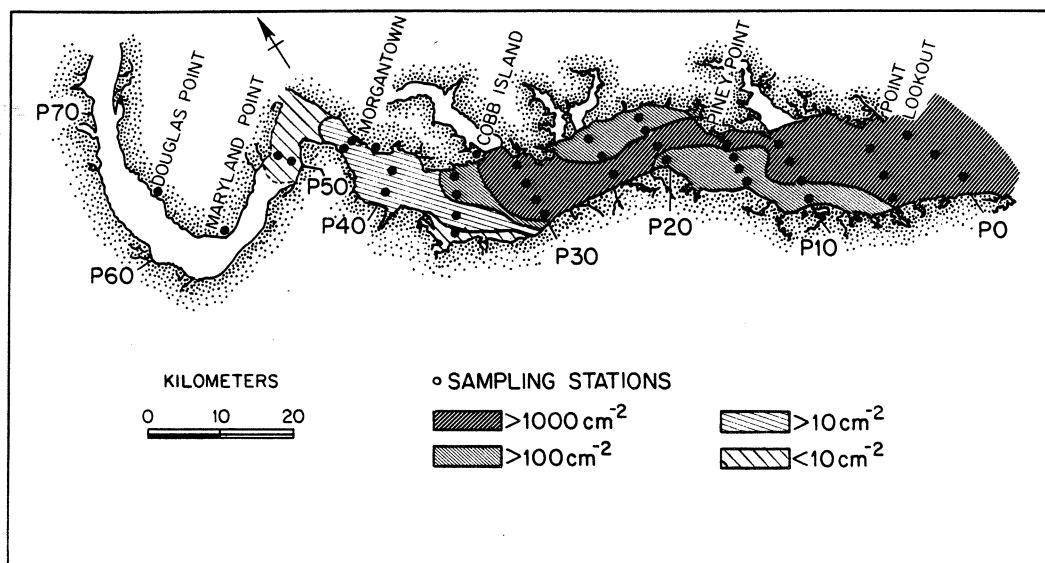 P70
DOUGLAS POINT
MARYLAND POINT
MORGANTOWN
COBB ISLAND
PINEY POINT
POINT LOOKOUT
P60
P50
P40
P30
P20
P10
P0
KILOMETERS
0 10 20
SAMPLING STATIONS
>1000 cm⁻²
>100 cm⁻²
>10 cm⁻²
<10 cm⁻²